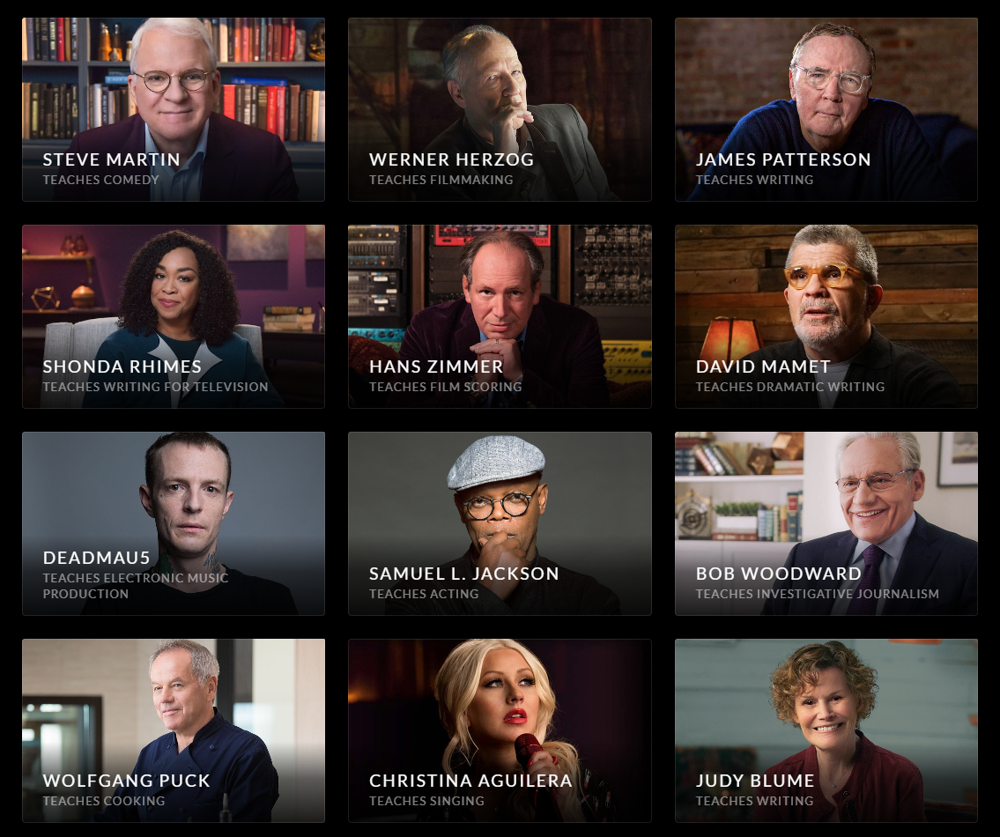 STEVE MARTIN
TEACHES COMEDY
WERNER HERZOG
TEACHES FILMMAKING
JAMES PATTERSON
TEACHES WRITING
SHONDA RHIMES
TEACHES WRITING FOR TELEVISION
HANS ZIMMER
TEACHES FILM SCORING
DAVID MAMET
TEACHES DRAMATIC WRITING
DEADMAU5
TEACHES ELECTRONIC MUSIC
PRODUCTION
SAMUEL L. JACKSON
TEACHES ACTING
BOB WOODWARD
TEACHES INVESTIGATIVE JOURNALISM
WOLFGANG PUCK
TEACHES COOKING
CHRISTINA AGUILERA
TEACHES SINGING
JUDY BLUME
TEACHES WRITING